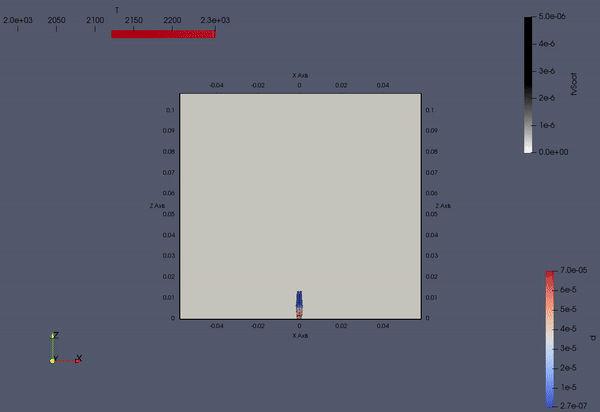 T
2.0e+03 2050 2100 2150 2200 2.3e+03
5.0e-06
4e-6
3e-6
2e-6
1e-6
0.0e+00
fvSoot
X Axis
-0.04 -0.02 0 0.02 0.04
0.1 0.1
0.09 0.09
0.08 0.08
0.07 0.07
0.06 0.06
Z Axis Z Axis
0.05 0.05
0.04 0.04
0.03 0.03
0.02 0.02
0.01 0.01
0 0
-0.04 -0.02 0 0.02 0.04
X Axis
Z
Y X
7.0e-05
6e-5
5e-5
4e-5
3e-5
2e-5
1e-5
2.7e-07
d